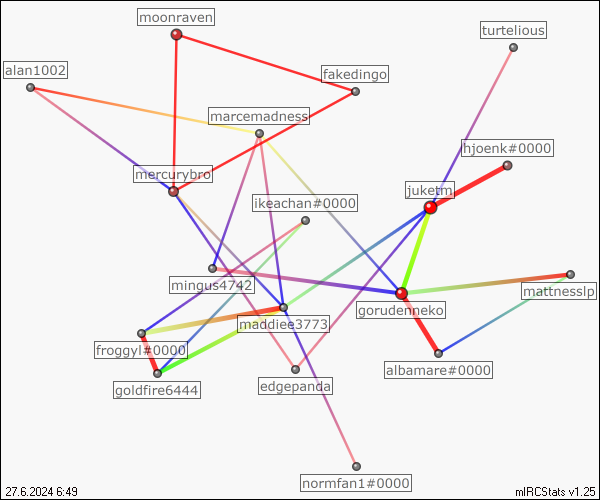 moonraven
turtelious
alan1002
fakedingo
marcemadness
hjoenk#0000
mercurybro
juketm
ikeachan#0000
mingus4742
mattnesslp
gorudenneko
maddiee3773
froggyl#0000
albamare#0000
edgepanda
goldfire6444
normfan1#0000
27.6.2024 6:49
mIRCStats v1.25